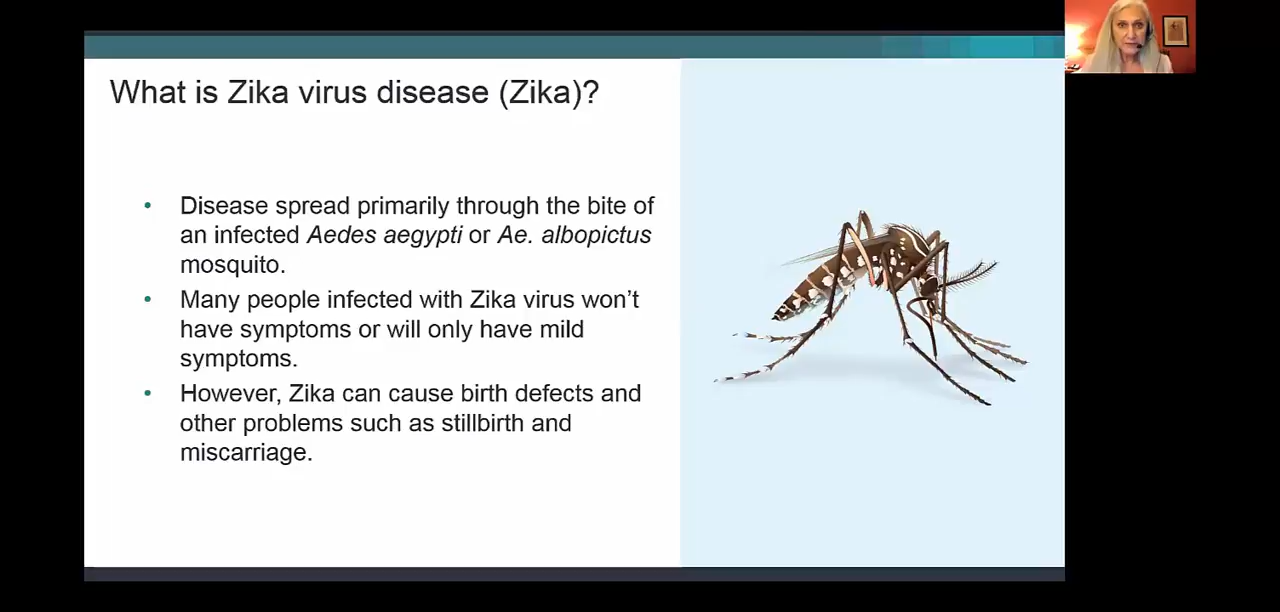 What is Zika virus disease (Zika)?
• Disease spread primarily through the bite of
an infected Aedes aegypti or Ae. albopictus
mosquito.
• Many people infected with Zika virus won’t
have symptoms or will only have mild
symptoms.
• However, Zika can cause birth defects and
other problems such as stillbirth and
miscarriage.